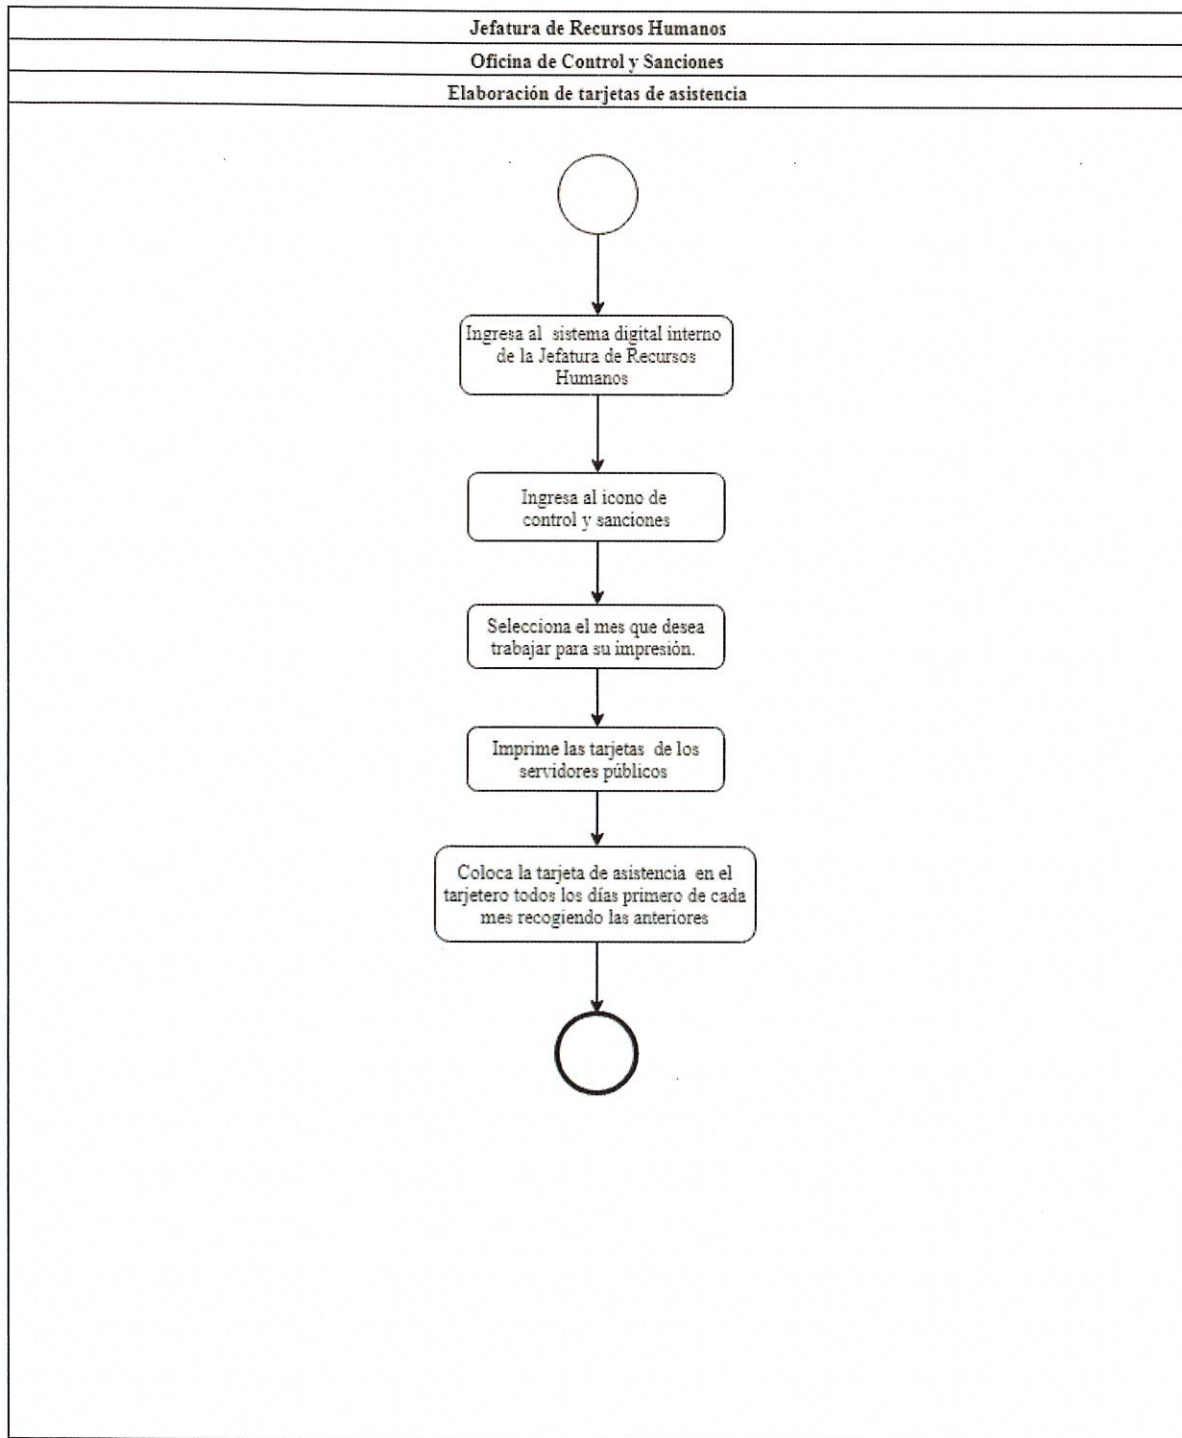 Jefatura de Recursos Humanos
Oficina de Control y Sanciones
Elaboración de tarjetas de asistencia
Ingresa al sistema digital interno
de la Jefatura de Recursos
Humanos
Ingresa al icono de
control y sanciones
Selecciona el mes que desea
trabajar para su impresión.
Imprime las tarjetas de los
servidores públicos
Coloca la tarjeta de asistencia en el
tarjetero todos los días primero de cada
mes recogiendo las anteriores